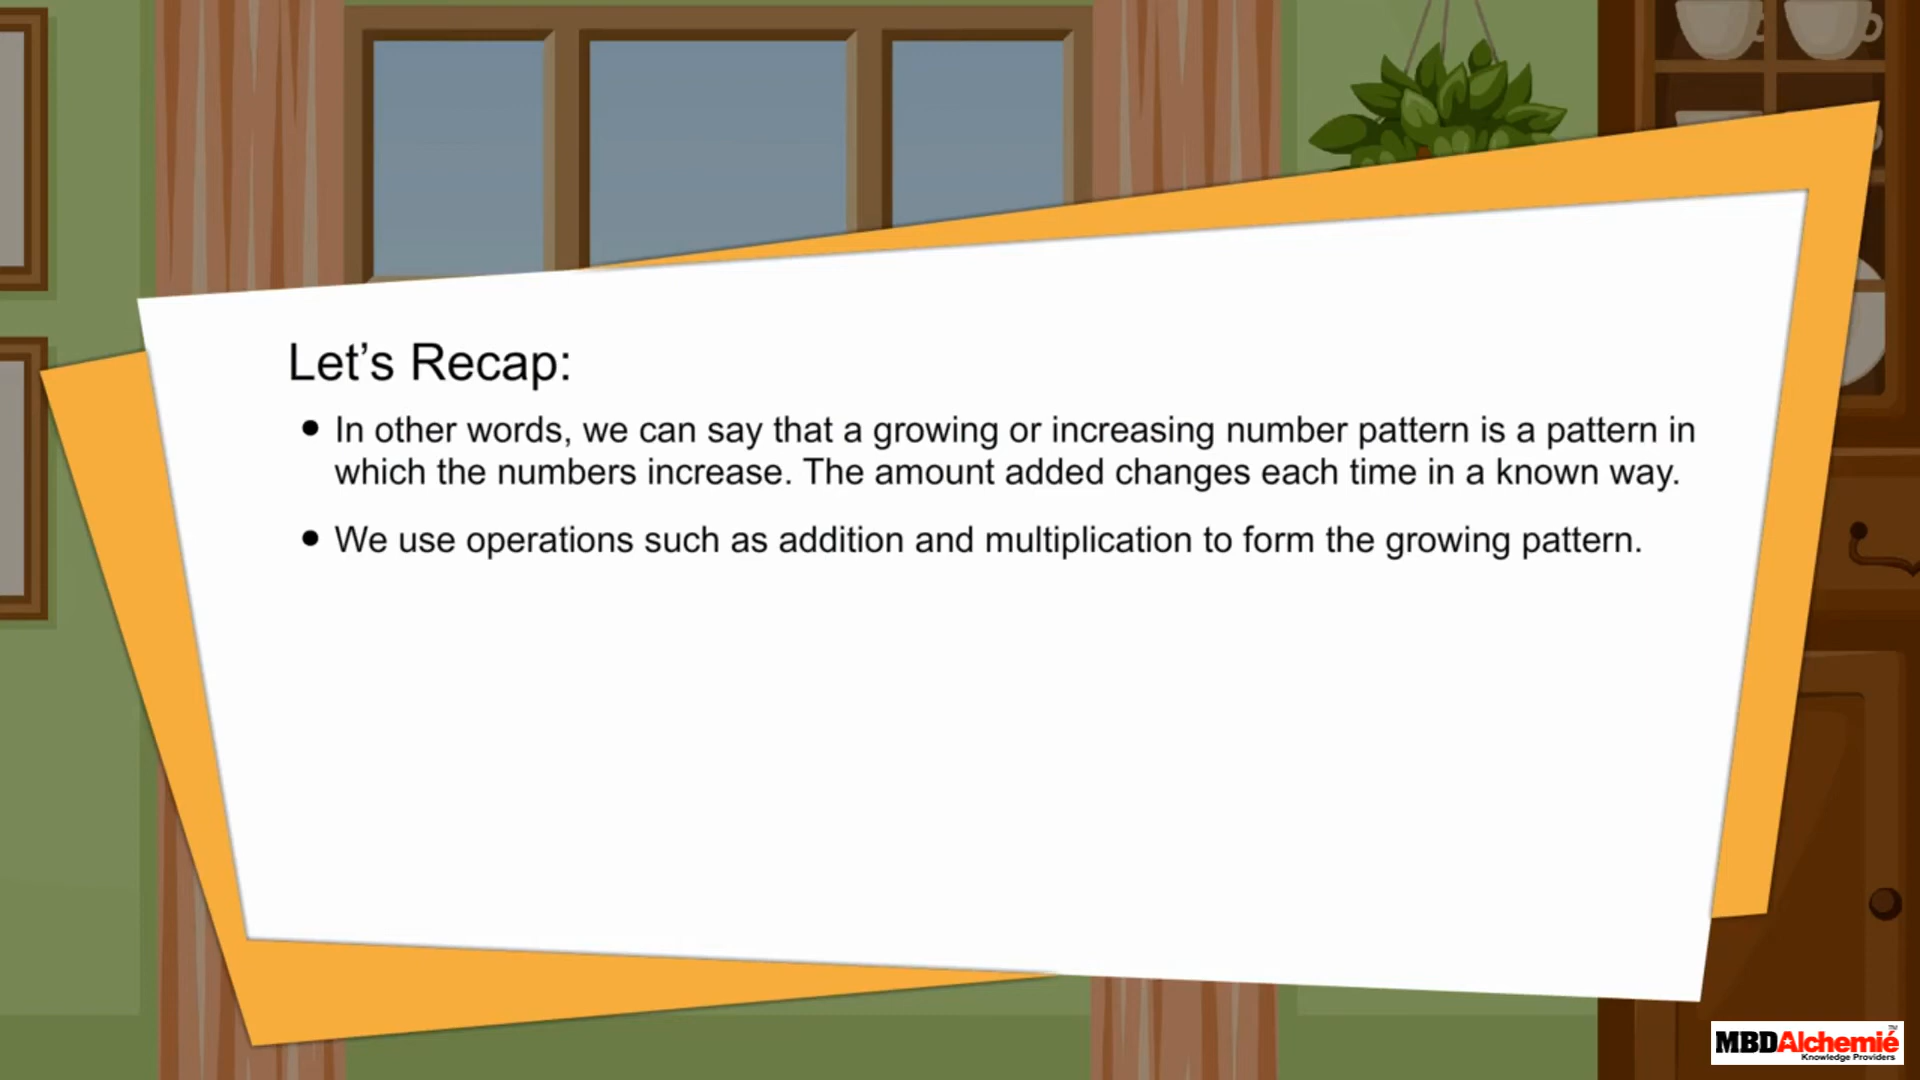 Let’s Recap:
● In other words, we can say that a growing or increasing number pattern is a pattern in
which the numbers increase. The amount added changes each time in a known way.
● We use operations such as addition and multiplication to form the growing pattern.
MBDAlchemié™
Knowledge Providers